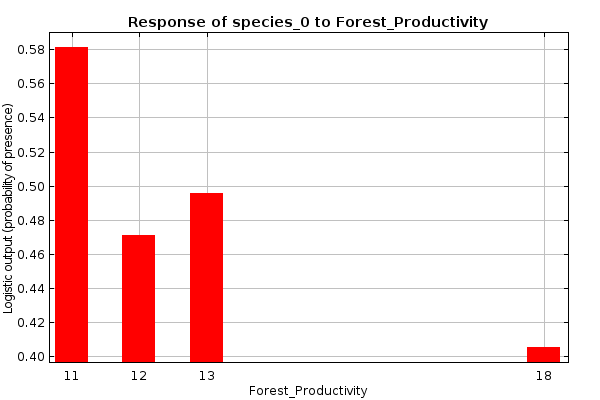 Response of species_0 to Forest_Productivity
Logistic output (probability of presence)
0.58
0.56
0.54
0.52
0.50
0.48
0.46
0.44
0.42
0.40
11 12 13 18
Forest_Productivity